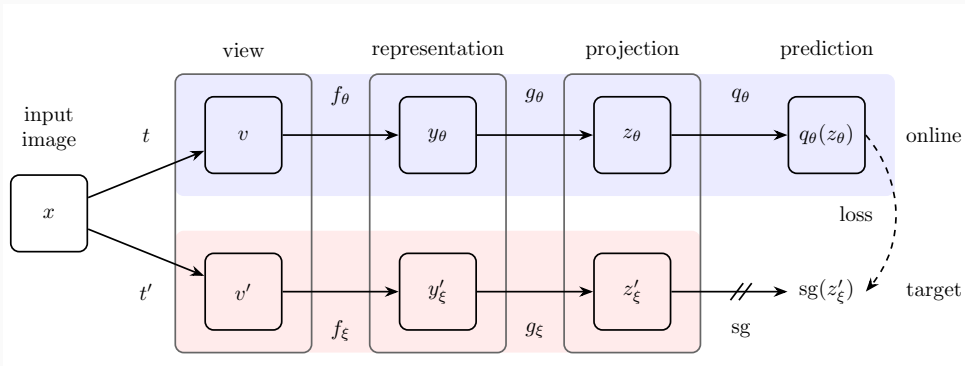 view
representation
projection
prediction
input
image
t
f_θ
g_θ
q_θ
v
y_θ
z_θ
q_θ(z_θ)
online
x
loss
t′
v′
y′_ξ
z′_ξ
sg(z′_ξ)
target
f_ξ
g_ξ
sg